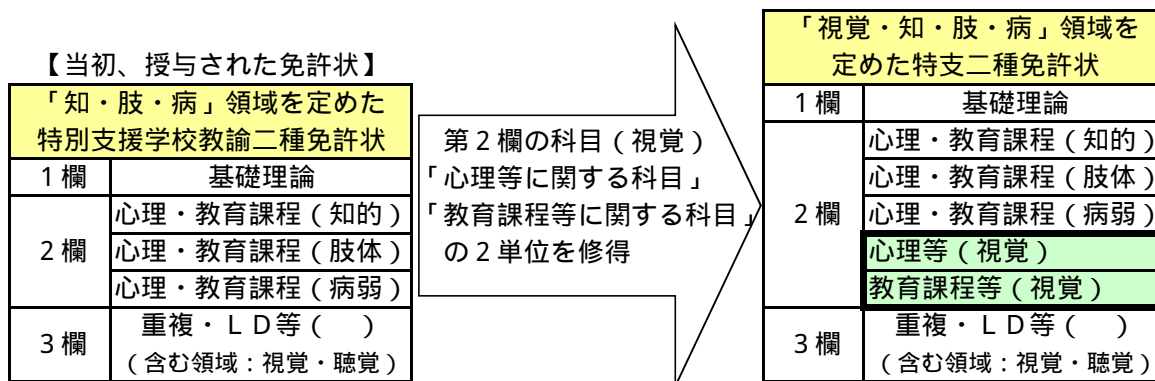 【当初、授与された免許状】
「知・肢・病」領域を定めた
特別支援学校教諭二種免許状
1欄 基礎理論
2欄 心理・教育課程(知的)
心理・教育課程(肢体)
心理・教育課程(病弱)
3欄 重複・LD等( )
(含む領域:視覚・聴覚)
第2欄の科目(視覚)
「心理等に関する科目」
「教育課程等に関する科目」
の2単位を修得
「視覚・知・肢・病」領域を
定めた特支二種免許状
1欄 基礎理論
2欄 心理・教育課程(知的)
心理・教育課程(肢体)
心理・教育課程(病弱)
心理等(視覚)
教育課程等(視覚)
3欄 重複・LD等( )
(含む領域:視覚・聴覚)